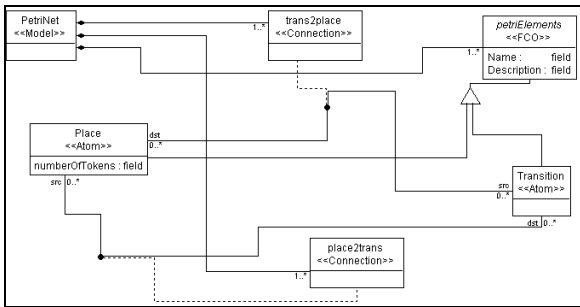 PetriNet
<<Model>>
1..*
trans2place
<<Connection>>
petriElements
<<FCO>>
Name : field
Description : field
1..*
Place
<<Atom>>
numberOfTokens : field
dst
0..*
src 0..*
Transition
<<Atom>>
src
0..*
dst 0..*
place2trans
<<Connection>>
1..*